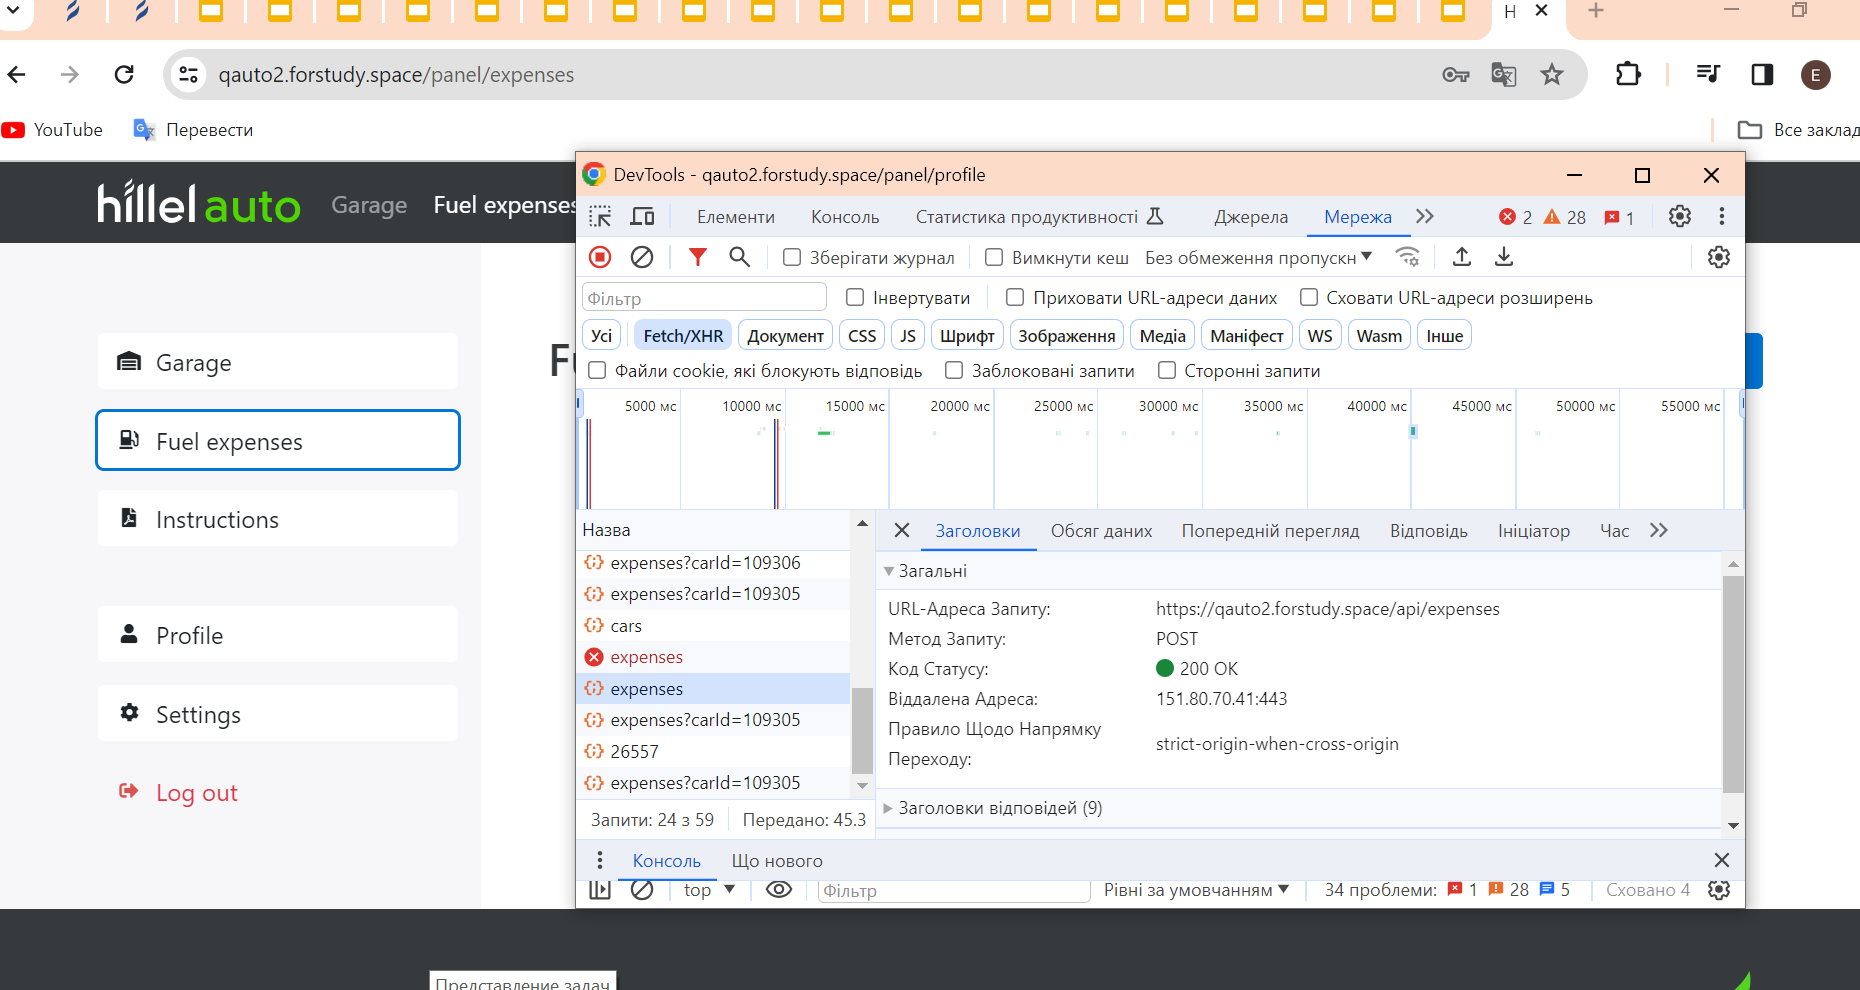 H
qauto2.forstudy.space/panel/expenses
E
YouTube
Перевести
Все заклад
hillel auto
Garage
Fuel expenses
DevTools - qauto2.forstudy.space/panel/profile
Елементи
Консоль
Статистика продуктивності
Джерела
Мережа
2
28
1
Зберігати журнал
Вимкнути кеш
Без обмеження пропускн
Фільтр
Інвертувати
Приховати URL-адреси даних
Сховати URL-адреси розширень
Усі
Fetch/XHR
Документ
CSS
JS
Шрифт
Зображення
Медіа
Маніфест
WS
Wasm
Інше
Файли cookie, які блокують відповідь
Заблоковані запити
Сторонні запити
5000 мс
10000 мс
15000 мс
20000 мс
25000 мс
30000 мс
35000 мс
40000 мс
45000 мс
50000 мс
55000 мс
Назва
expenses?carId=109306
expenses?carId=109305
cars
expenses
expenses
expenses?carId=109305
26557
expenses?carId=109305
Запити: 24 з 59
Передано: 45.3
Заголовки
Обсяг даних
Попередній перегляд
Відповідь
Ініціатор
Час
Загальні
URL-Адреса Запиту:
https://qauto2.forstudy.space/api/expenses
Метод Запиту:
POST
Код Статусу:
200 OK
Віддалена Адреса:
151.80.70.41:443
Правило Щодо Напрямку
Переходу:
strict-origin-when-cross-origin
Заголовки відповідей (9)
Консоль
Що нового
top
Фільтр
Рівні за умовчанням
34 проблеми:
1
28
5
Сховано 4
Garage
Fuel expenses
Instructions
Profile
Settings
Log out
Представление задач